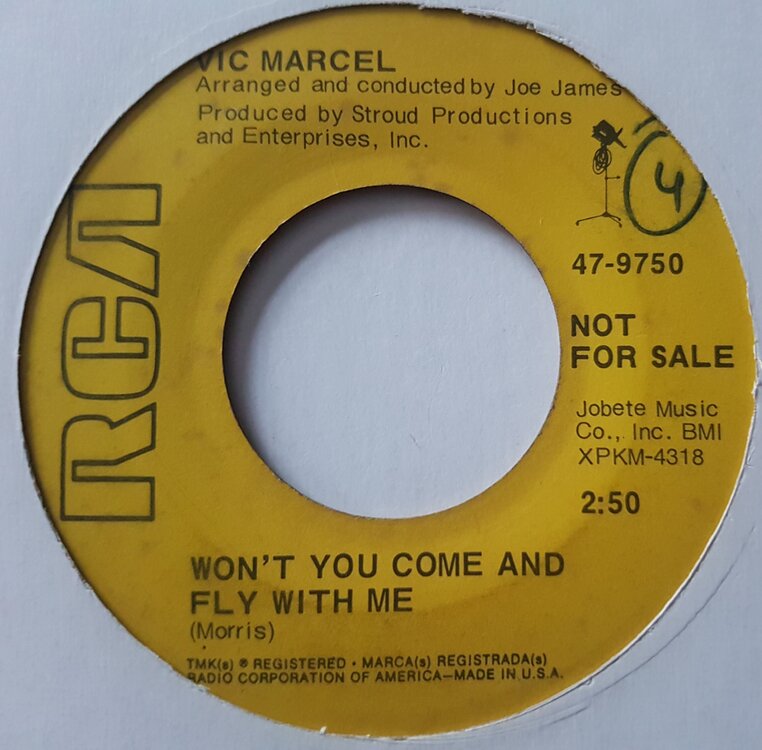 VIC MARCEL
Arranged and conducted by Joe James
Produced by Stroud Productions
and Enterprises, Inc.
4
RCA
47-9750
NOT
FOR SALE
Jobete Music
Co., Inc. BMI
XPKM-4318
2:50
WON'T YOU COME AND
FLY WITH ME
(Morris)
TMK(s) ® REGISTERED • MARCA(s) REGISTRADA(s)
RADIO CORPORATION OF AMERICA—MADE IN U.S.A.